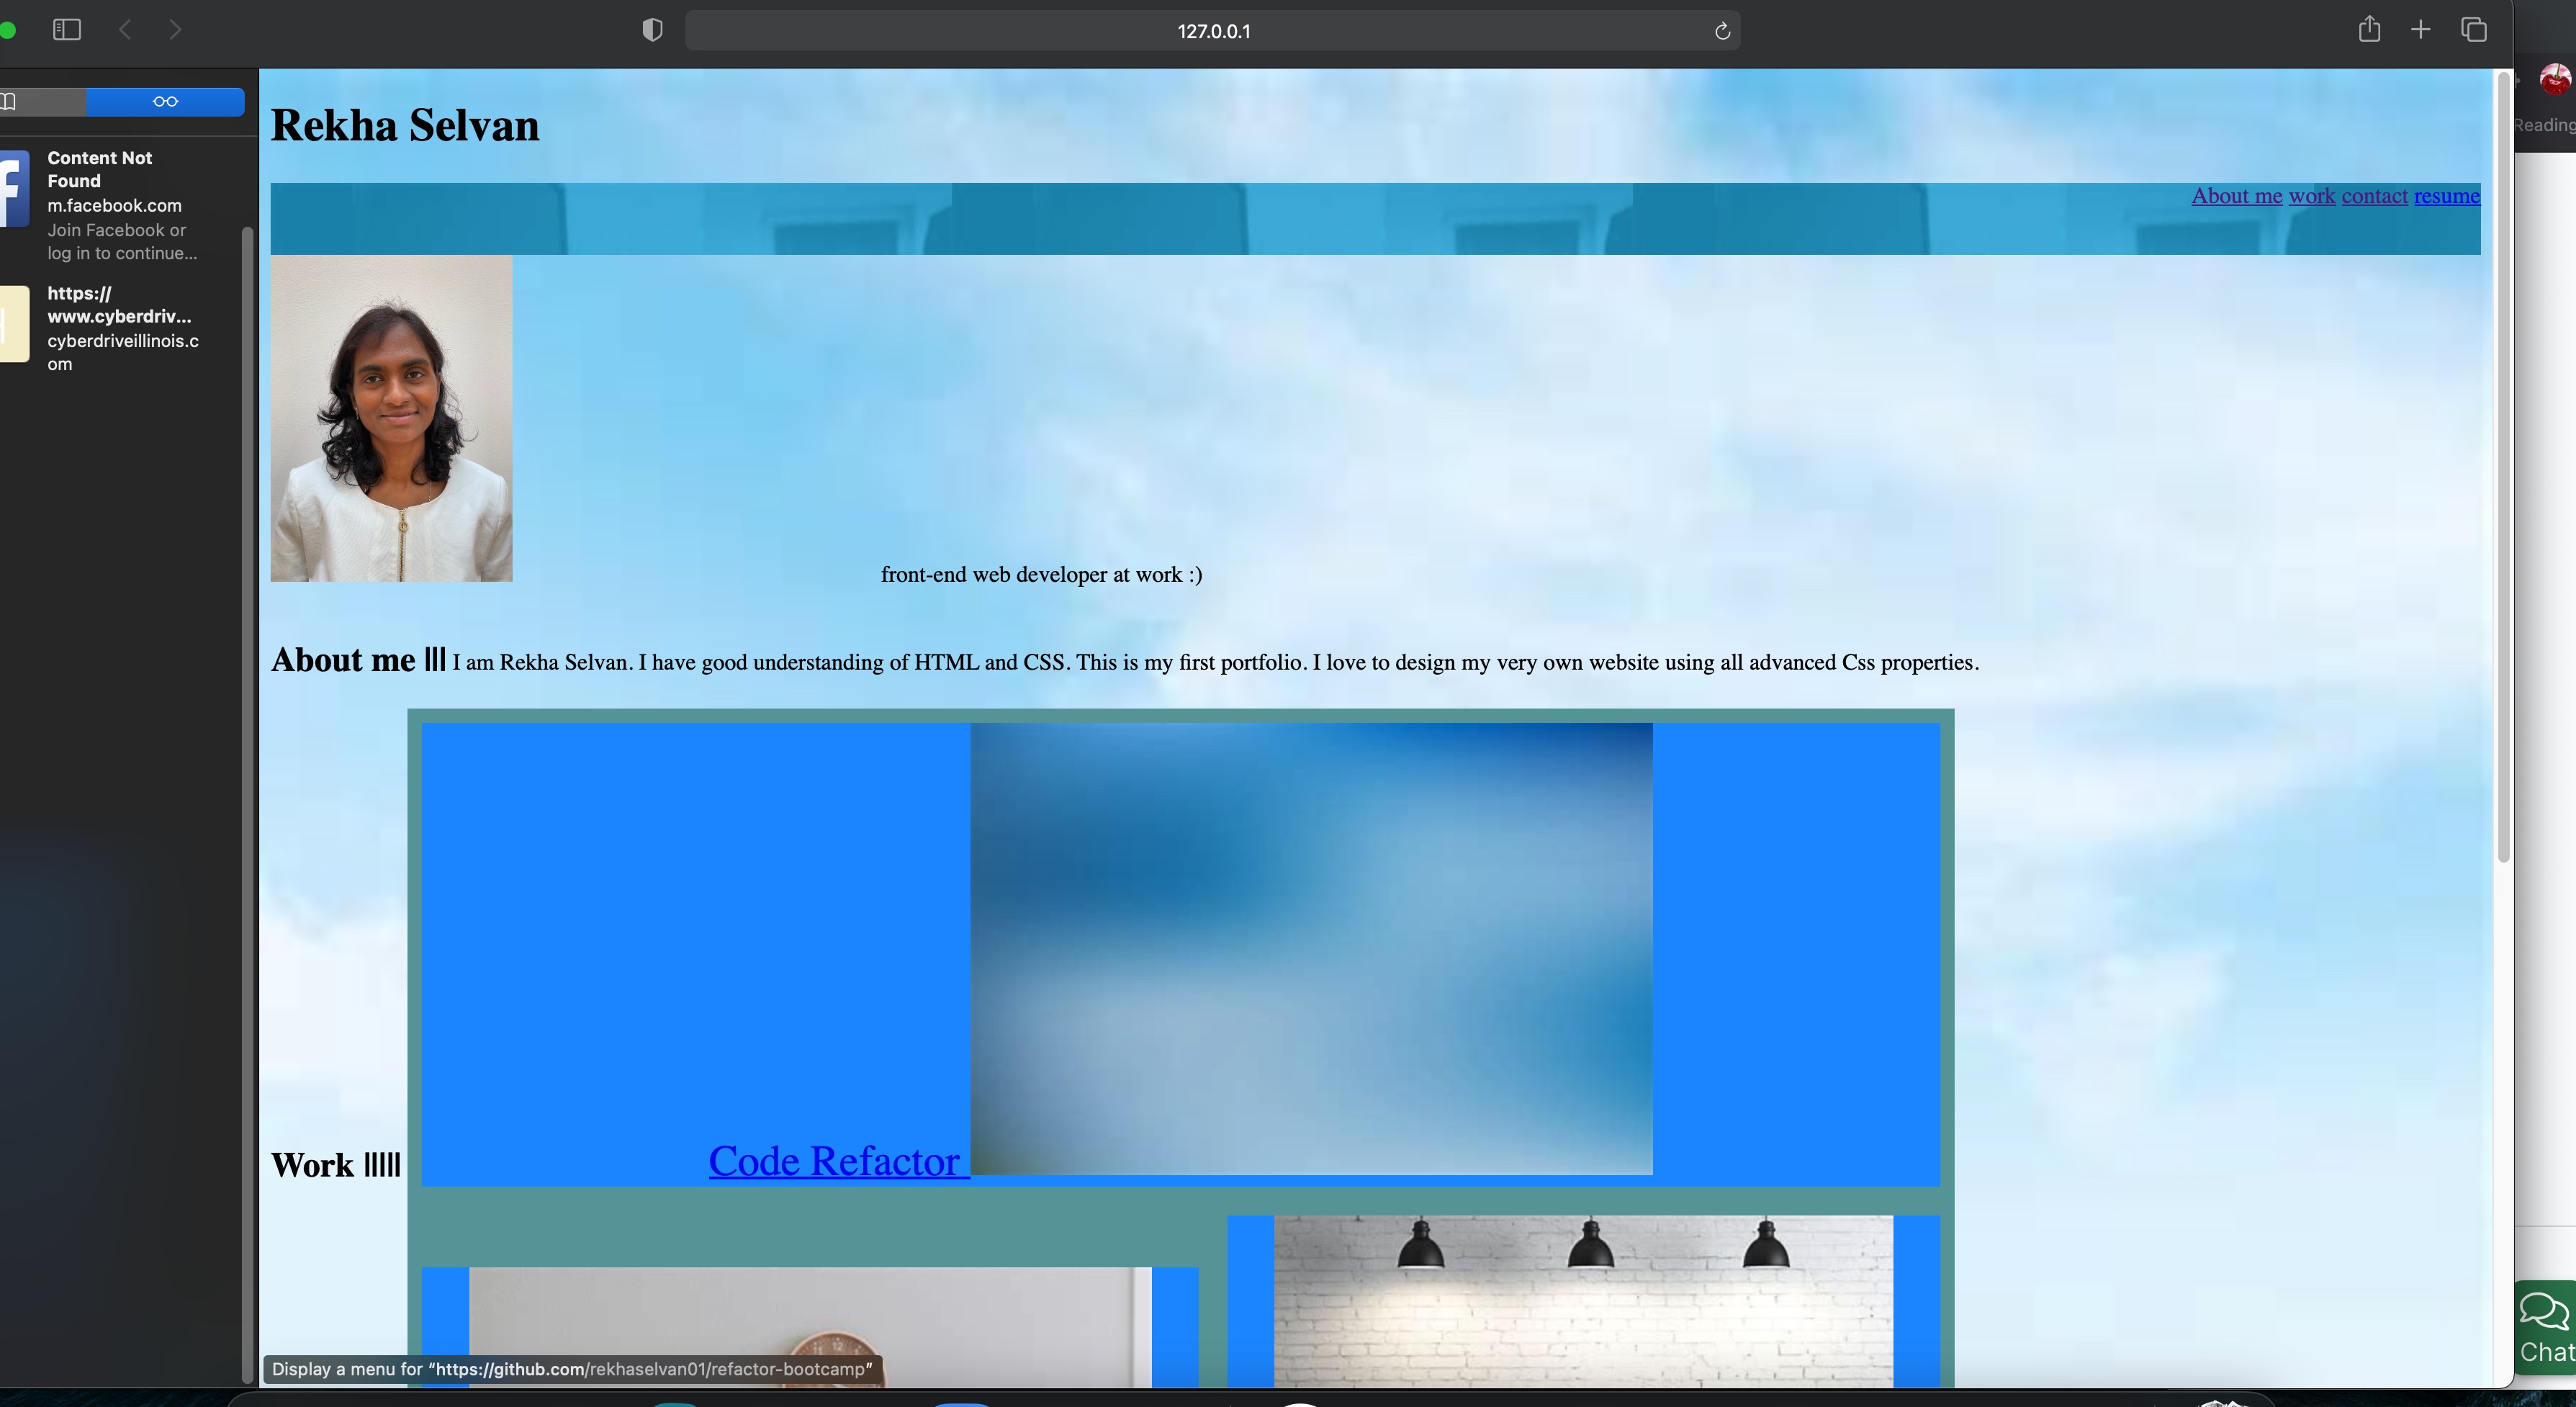 127.0.0.1
Reading
Content Not
Found
m.facebook.com
Join Facebook or
log in to continue...
https://
www.cyberdriv...
cyberdriveillinois.c
om
Rekha Selvan
About me work contact resume
front-end web developer at work :)
About me lll I am Rekha Selvan. I have good understanding of HTML and CSS. This is my first portfolio. I love to design my very own website using all advanced Css properties.
Work lllll
Code Refactor
Display a menu for “https://github.com/rekhaselvan01/refactor-bootcamp”
Chat